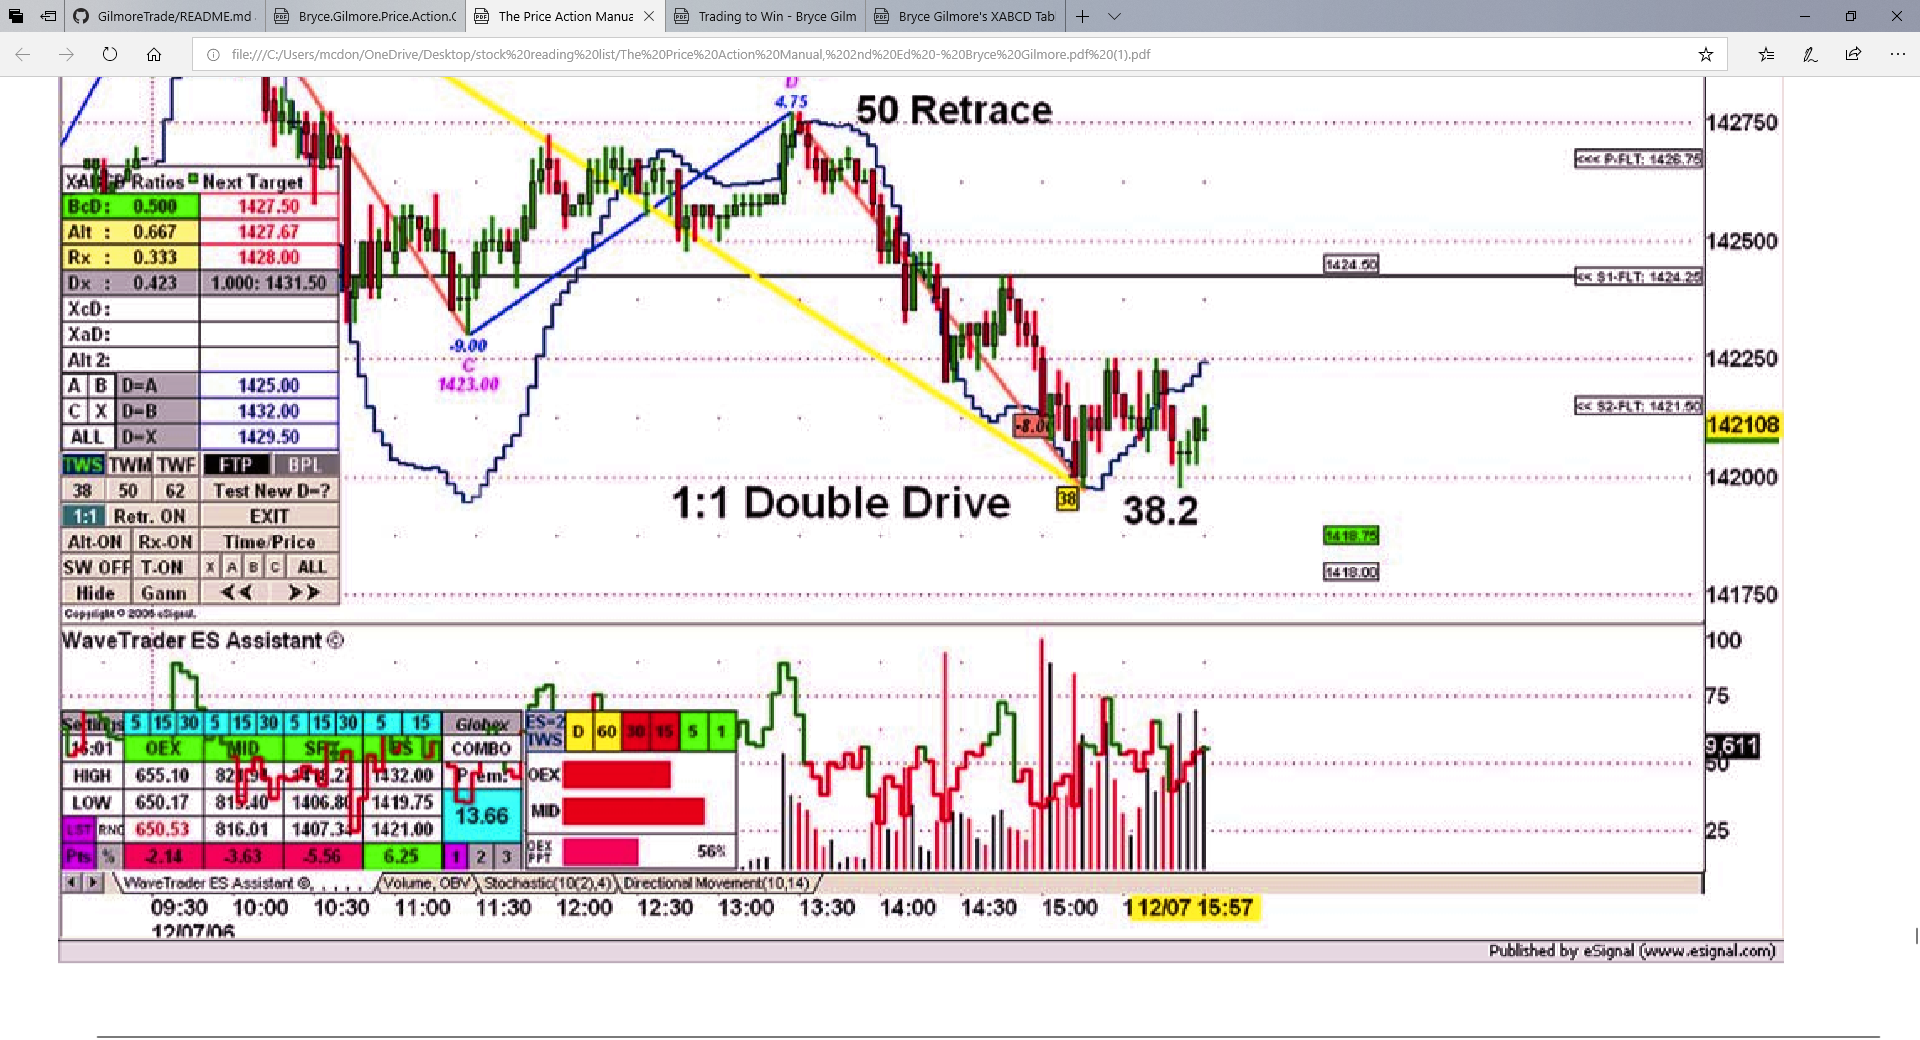 GilmoreTrade/README.md
Bryce.Gilmore.Price.Action.C
The Price Action Manua
Trading to Win - Bryce Gilm
Bryce Gilmore's XABCD Tab
file:///C:/Users/mcdon/OneDrive/Desktop/stock%20reading%20list/The%20Price%20Action%20Manual,%202nd%20Ed%20-%20Bryce%20Gilmore.pdf%20(1).pdf
D
4.75
50 Retrace
142750
<<< P-FLT: 1426.75
Ratios Next Target
BcD: 0.500 1427.50
Alt : 0.667 1427.67
Rx : 0.333 1428.00
Dx : 0.423 1.000: 1431.50
XcD:
XaD:
Alt 2:
A B D=A 1425.00
C X D=B 1432.00
ALL D=X 1429.50
TWS TWM TWF FTP BPL
38 50 62 Test New D=?
1:1 Retr. ON EXIT
Alt-ON Rx-ON Time/Price
SW OFF T.ON X A B C ALL
Hide Gann << >>
Copyright © 2006 eSignal.
142500
1424.50
<< S1-FLT: 1424.25
-9.00
C
1423.00
142250
<< S2-FLT: 1421.50
142108
142000
1:1 Double Drive
38
38.2
1418.75
1418.00
141750
WaveTrader ES Assistant ©
100
75
9,611
50
25
Settings 5 15 30 5 15 30 5 15 30 5 15 Globex
16:01 OEX MID COMBO
HIGH 655.10 1432.00 Prem:
LOW 650.17 815.40 1406.80 1419.75 13.66
LST RNG 650.53 816.01 1421.00
Pts % -2.14 -3.63 -5.56 6.25 1 2 3
ES=2 TWS D 60 30 15 5 1
OEX
MID
OEX PPT 56%
WaveTrader ES Assistant ©, . . . . Volume, OBV Stochastic(10(2),4) Directional Movement(10,14)
09:30 10:00 10:30 11:00 11:30 12:00 12:30 13:00 13:30 14:00 14:30 15:00 112/07 15:57
12/07/06
Published by eSignal (www.esignal.com)